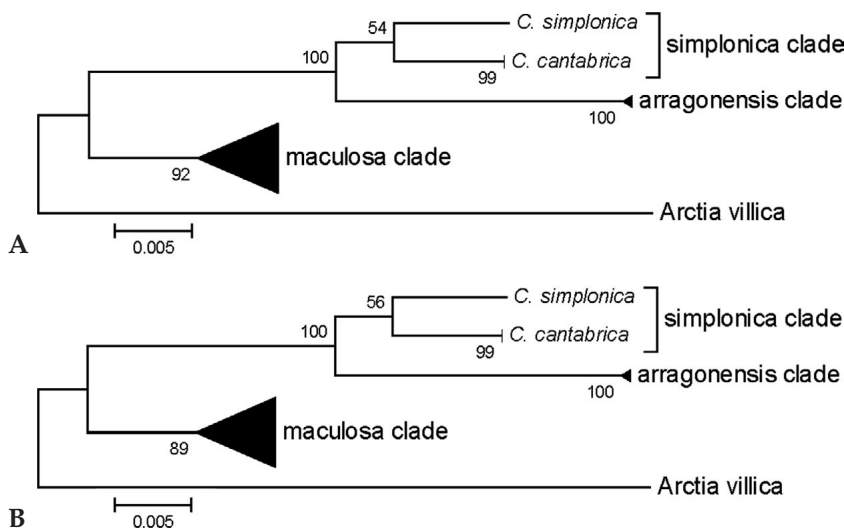 C. simplonica
54
simplonica clade
100
C. cantabrica
99
arragonensis clade
100
maculosa clade
92
Arctia villica
A
0.005
C. simplonica
56
simplonica clade
100
C. cantabrica
99
arragonensis clade
100
maculosa clade
89
Arctia villica
B
0.005